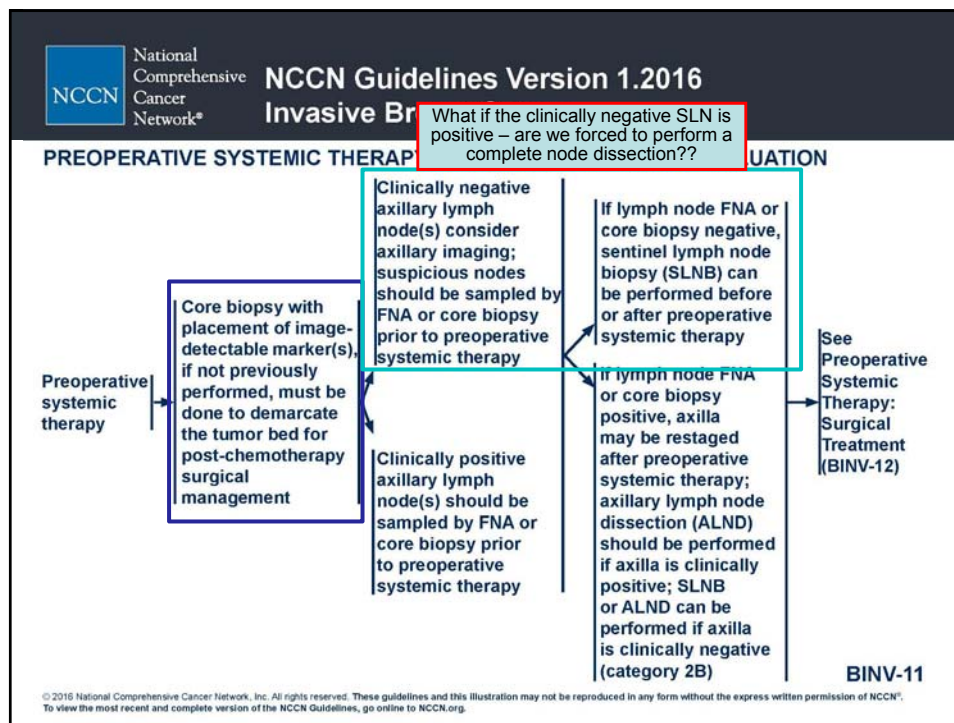 NCCN
National
Comprehensive
Cancer
Network®
NCCN Guidelines Version 1.2016
Invasive Br
What if the clinically negative SLN is
positive – are we forced to perform a
complete node dissection??
PREOPERATIVE SYSTEMIC THERAPY
UATION
Preoperative
systemic
therapy
Core biopsy with
placement of image-
detectable marker(s),
if not previously
performed, must be
done to demarcate
the tumor bed for
post-chemotherapy
surgical
management
Clinically negative
axillary lymph
node(s) consider
axillary imaging;
suspicious nodes
should be sampled by
FNA or core biopsy
prior to preoperative
systemic therapy
Clinically positive
axillary lymph
node(s) should be
sampled by FNA or
core biopsy prior
to preoperative
systemic therapy
If lymph node FNA or
core biopsy negative,
sentinel lymph node
biopsy (SLNB) can
be performed before
or after preoperative
systemic therapy
If lymph node FNA
or core biopsy
positive, axilla
may be restaged
after preoperative
systemic therapy;
axillary lymph node
dissection (ALND)
should be performed
if axilla is clinically
positive; SLNB
or ALND can be
performed if axilla
is clinically negative
(category 2B)
See
Preoperative
Systemic
Therapy:
Surgical
Treatment
(BINV-12)
BINV-11
© 2016 National Comprehensive Cancer Network, Inc. All rights reserved. These guidelines and this illustration may not be reproduced in any form without the express written permission of NCCN®.
To view the most recent and complete version of the NCCN Guidelines, go online to NCCN.org.